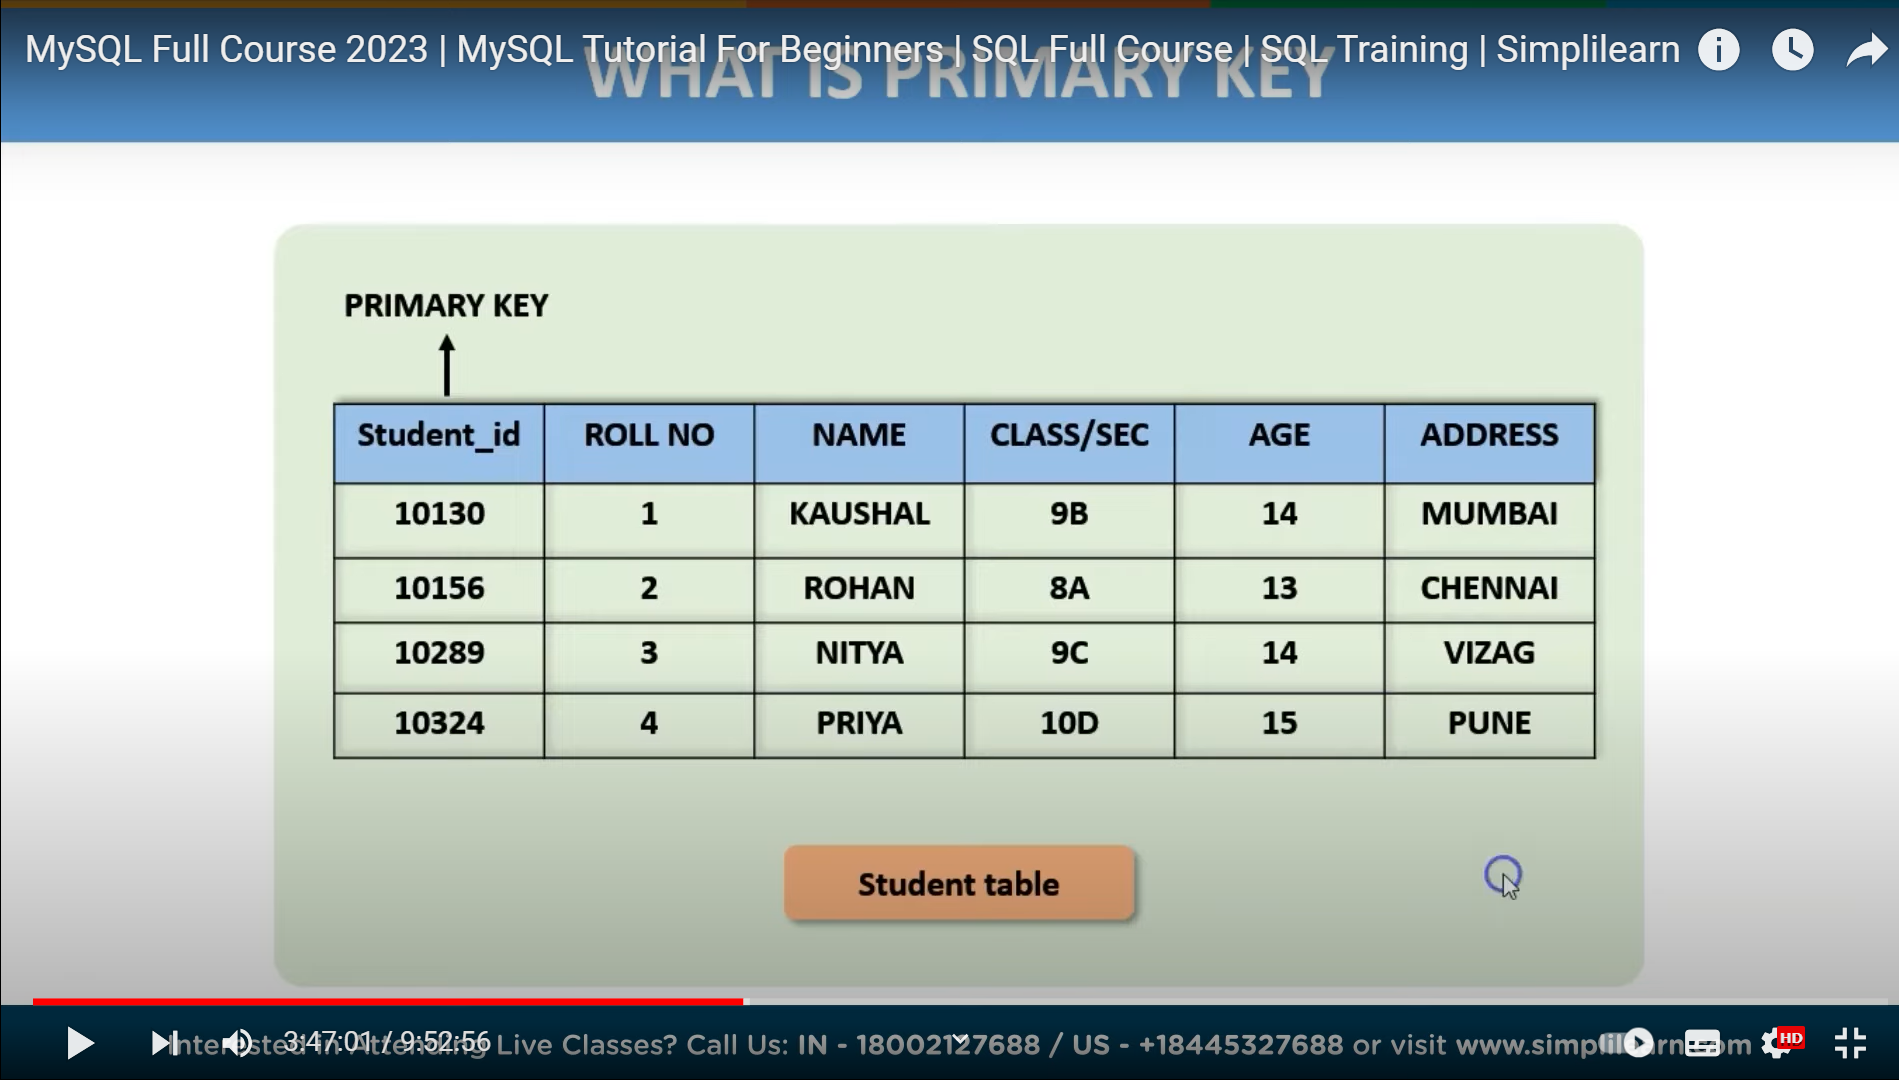 MySQL Full Course 2023 | MySQL Tutorial For Beginners | SQL Full Course | SQL Training | Simplilearn
WHAT IS PRIMARY KEY
PRIMARY KEY
Student_id ROLL NO NAME CLASS/SEC AGE ADDRESS
10130 1 KAUSHAL 9B 14 MUMBAI
10156 2 ROHAN 8A 13 CHENNAI
10289 3 NITYA 9C 14 VIZAG
10324 4 PRIYA 10D 15 PUNE
Student table
3:47:01 / 9:52:56
Interested in Attending Live Classes? Call Us: IN - 18002127688 / US - +18445327688 or visit www.simplilearn.com
HD